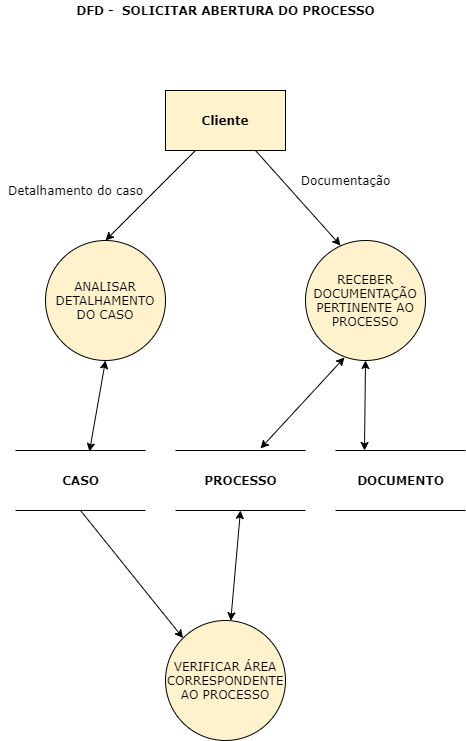 DFD -  SOLICITAR ABERTURA DO PROCESSO
Cliente
Detalhamento do caso
Documentação
ANALISAR
DETALHAMENTO
DO CASO
RECEBER
DOCUMENTAÇÃO
PERTINENTE AO
PROCESSO
CASO
PROCESSO
DOCUMENTO
VERIFICAR ÁREA
CORRESPONDENTE
AO PROCESSO